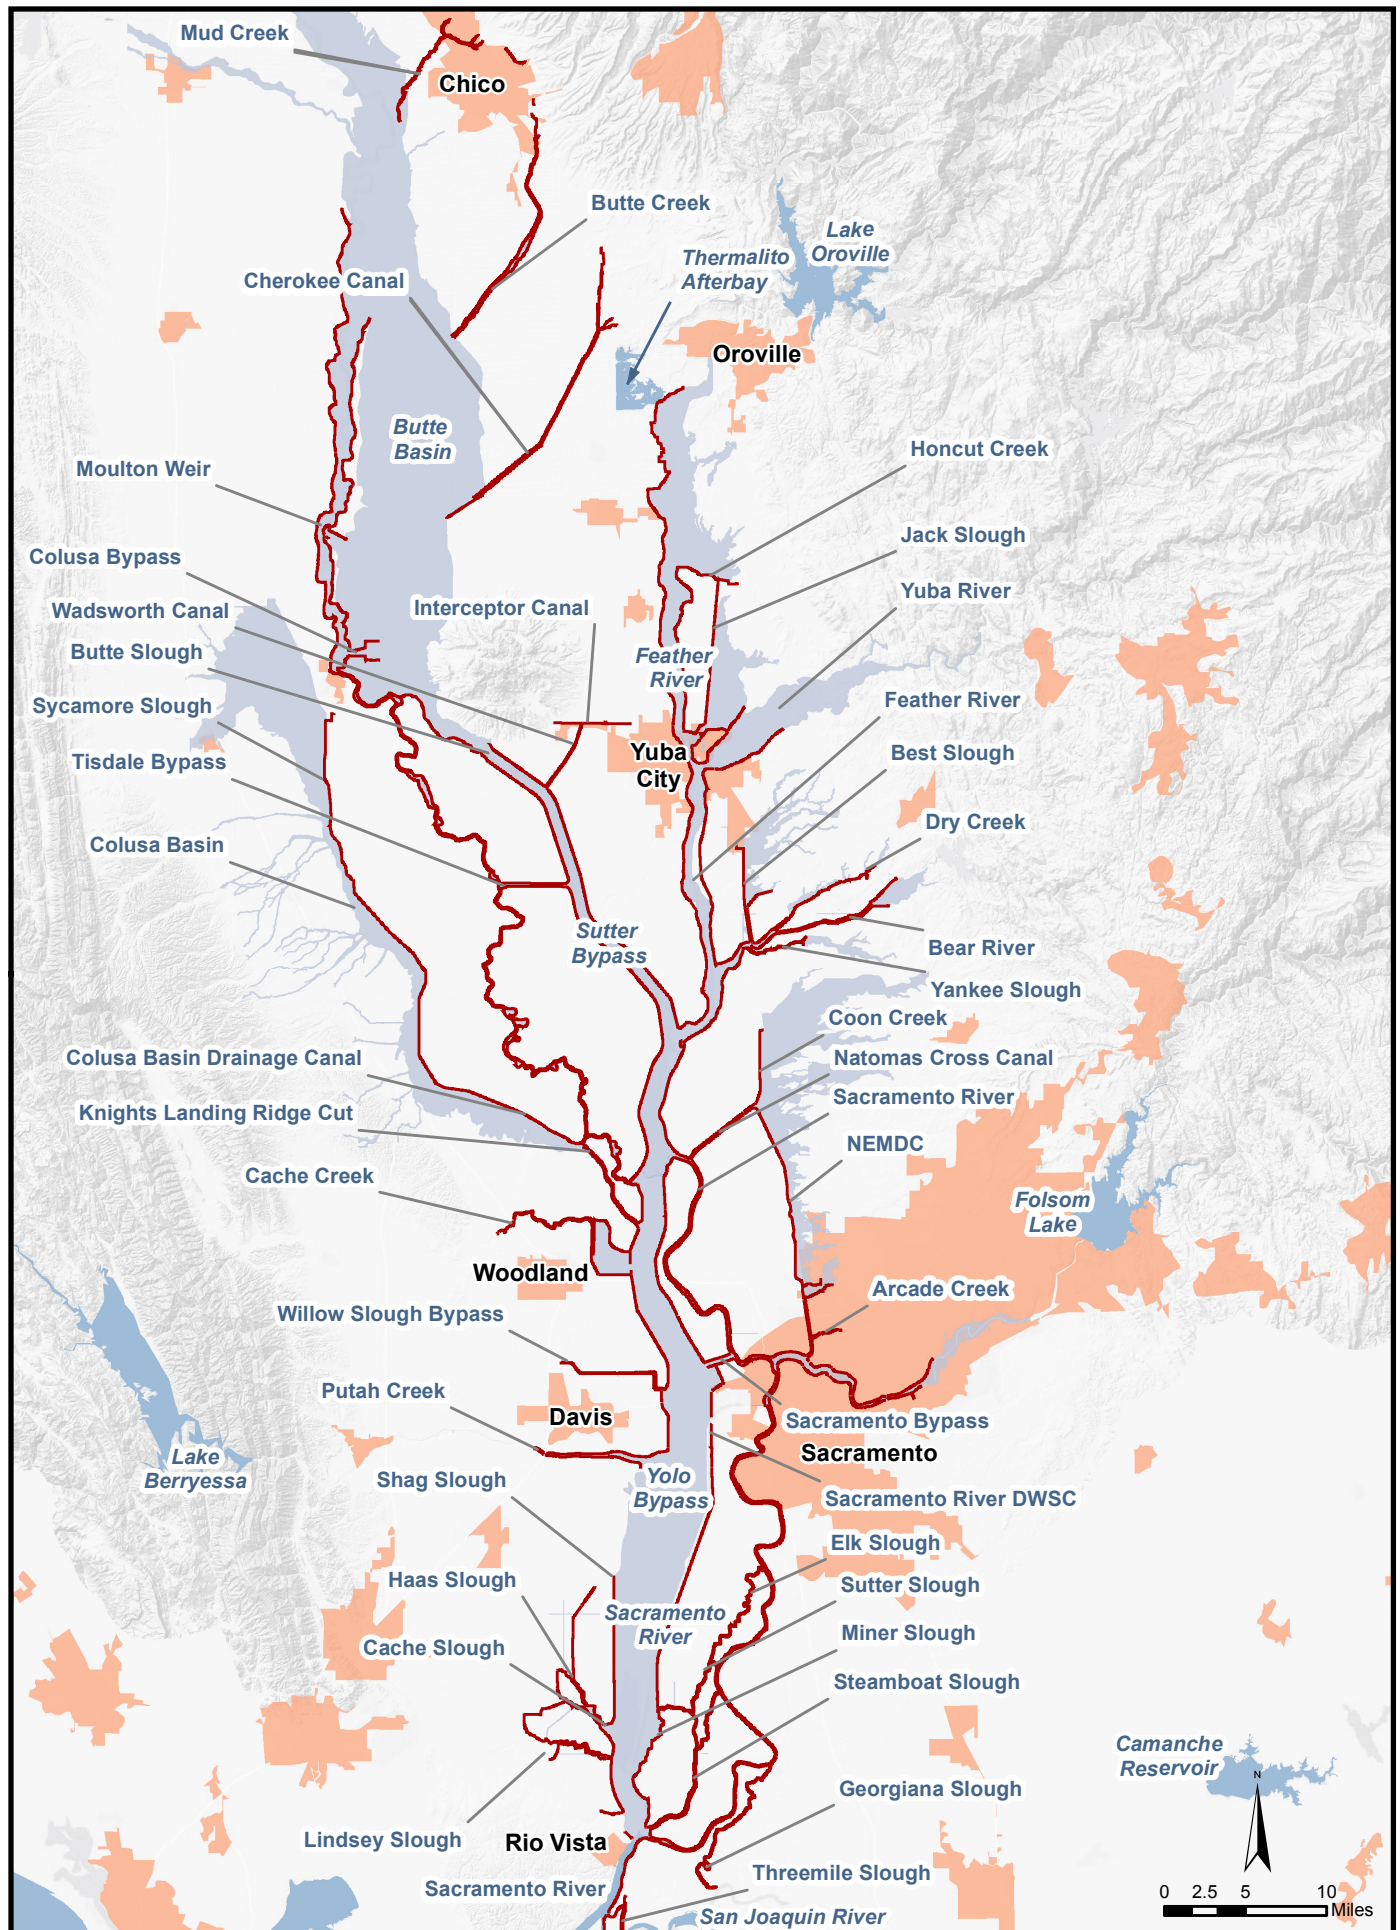 Mud Creek
Chico
Butte Creek
Lake
Oroville
Thermalito
Afterbay
Cherokee Canal
Oroville
Butte
Basin
Honcut Creek
Moulton Weir
Jack Slough
Colusa Bypass
Yuba River
Wadsworth Canal
Interceptor Canal
Butte Slough
Feather
River
Sycamore Slough
Feather River
Tisdale Bypass
Yuba
City
Best Slough
Dry Creek
Colusa Basin
Sutter
Bypass
Bear River
Yankee Slough
Coon Creek
Colusa Basin Drainage Canal
Natomas Cross Canal
Sacramento River
Knights Landing Ridge Cut
NEMDC
Cache Creek
Folsom
Lake
Woodland
Arcade Creek
Willow Slough Bypass
Putah Creek
Davis
Sacramento Bypass
Sacramento
Lake
Berryessa
Shag Slough
Yolo
Bypass
Sacramento River DWSC
Elk Slough
Haas Slough
Sutter Slough
Sacramento
River
Miner Slough
Cache Slough
Steamboat Slough
Camanche
Reservoir
N
Georgiana Slough
Lindsey Slough
Rio Vista
Threemile Slough
Sacramento River
San Joaquin River
0 2.5 5 10
Miles